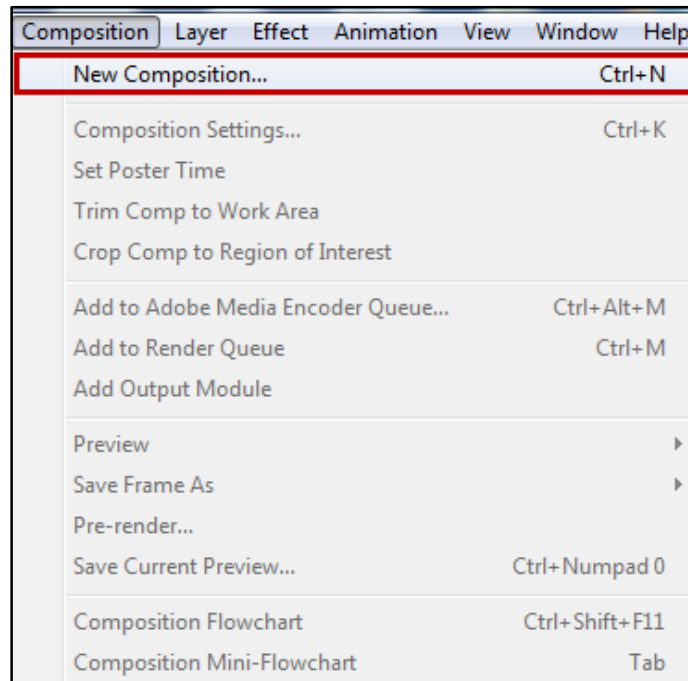 Composition Layer Effect Animation View Window Help
New Composition... Ctrl+N
Composition Settings... Ctrl+K
Set Poster Time
Trim Comp to Work Area
Crop Comp to Region of Interest
Add to Adobe Media Encoder Queue... Ctrl+Alt+M
Add to Render Queue Ctrl+M
Add Output Module
Preview
Save Frame As
Pre-render...
Save Current Preview... Ctrl+Numpad 0
Composition Flowchart Ctrl+Shift+F11
Composition Mini-Flowchart Tab